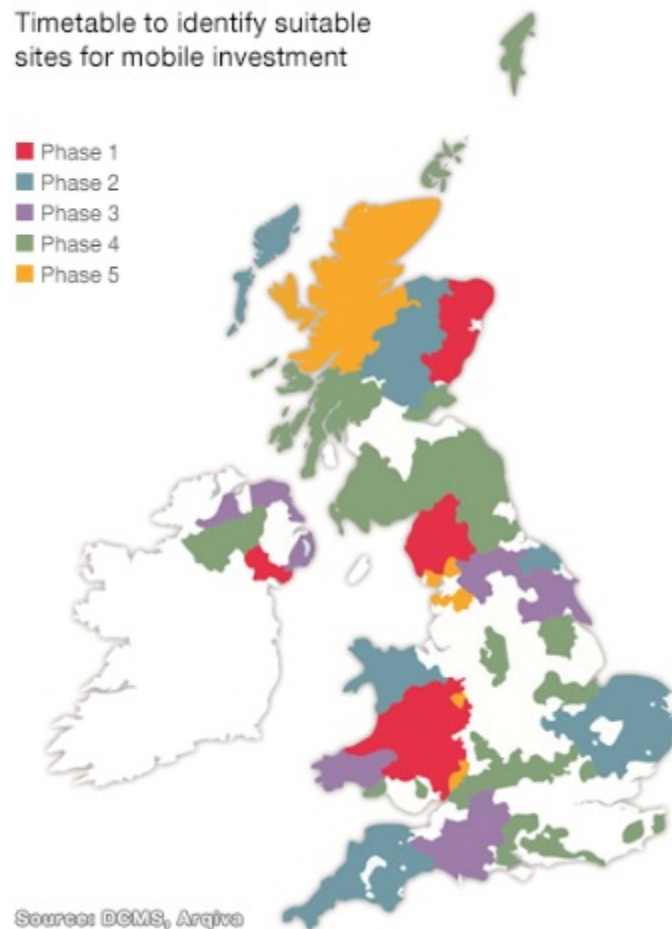 Timetable to identify suitable
sites for mobile investment
Phase 1
Phase 2
Phase 3
Phase 4
Phase 5
Source: DCMS, Arqiva